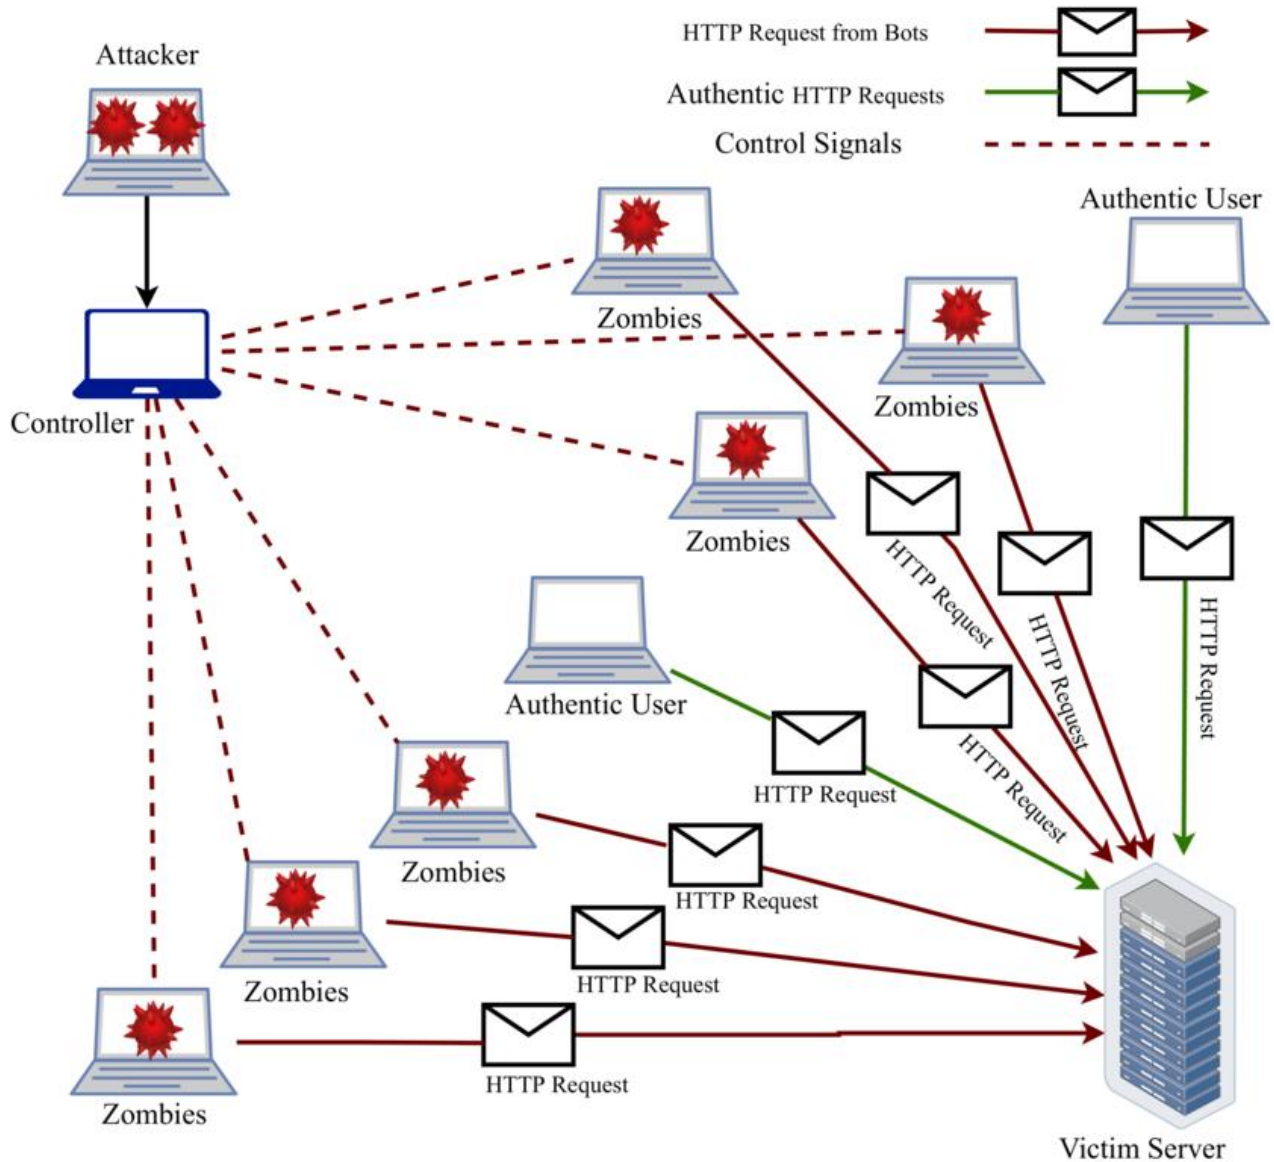 Attacker
HTTP Request from Bots
Authentic HTTP Requests
Control Signals
Authentic User
Zombies
Zombies
Controller
Zombies
HTTP Request
HTTP Request
HTTP Request
Authentic User
HTTP Request
HTTP Request
Zombies
HTTP Request
Zombies
HTTP Request
Zombies
HTTP Request
Victim Server